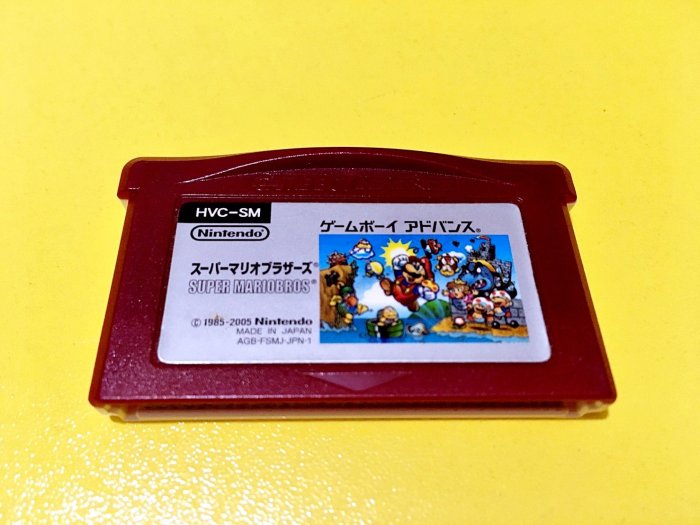 HVC-SM
Nintendo®
ゲームボーイ アドバンス®
スーパーマリオブラザーズ®
SUPER MARIOBROS®
© 1985-2005 Nintendo
MADE IN JAPAN
AGB-FSMJ-JPN-1